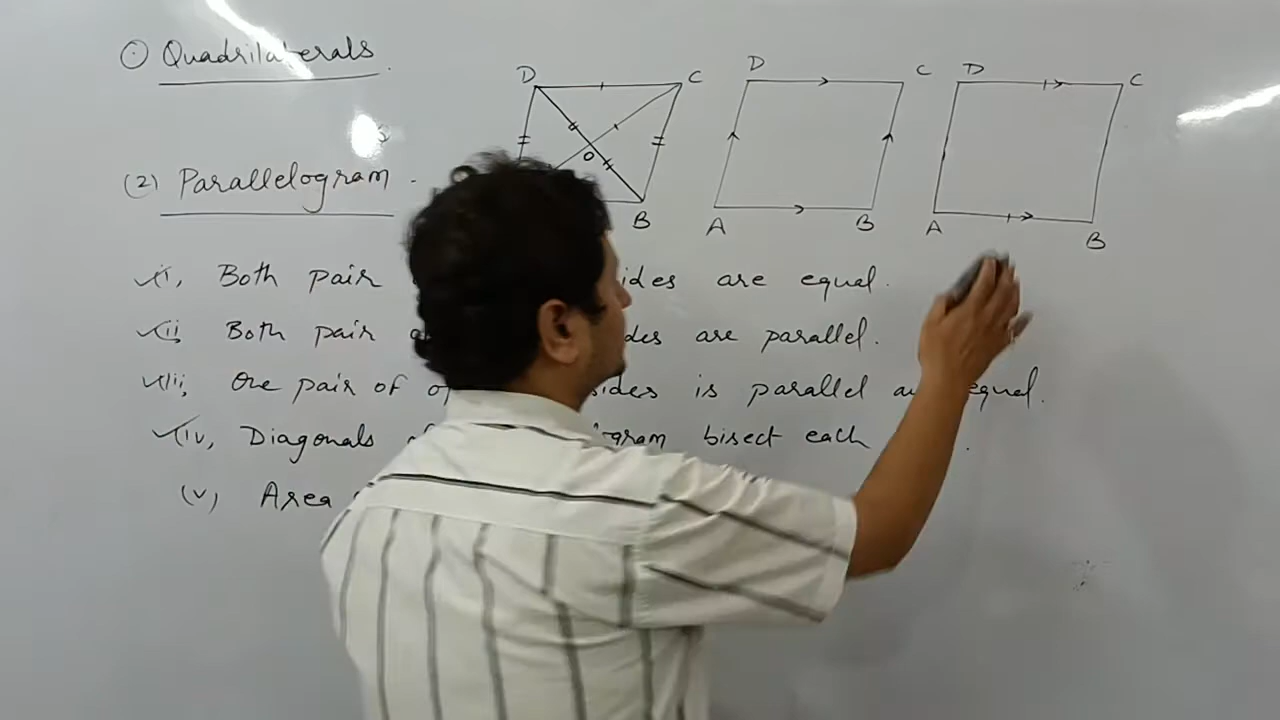 ① Quadrilaterals.
(2) Parallelogram.
D C
O
B
D C
A B
D C
A B
(i), Both pair ides are equal.
(ii Both pair des are parallel.
(iii, One pair of sides is parallel equal.
(iv, Diagonals gram bisect each .
(v) Area